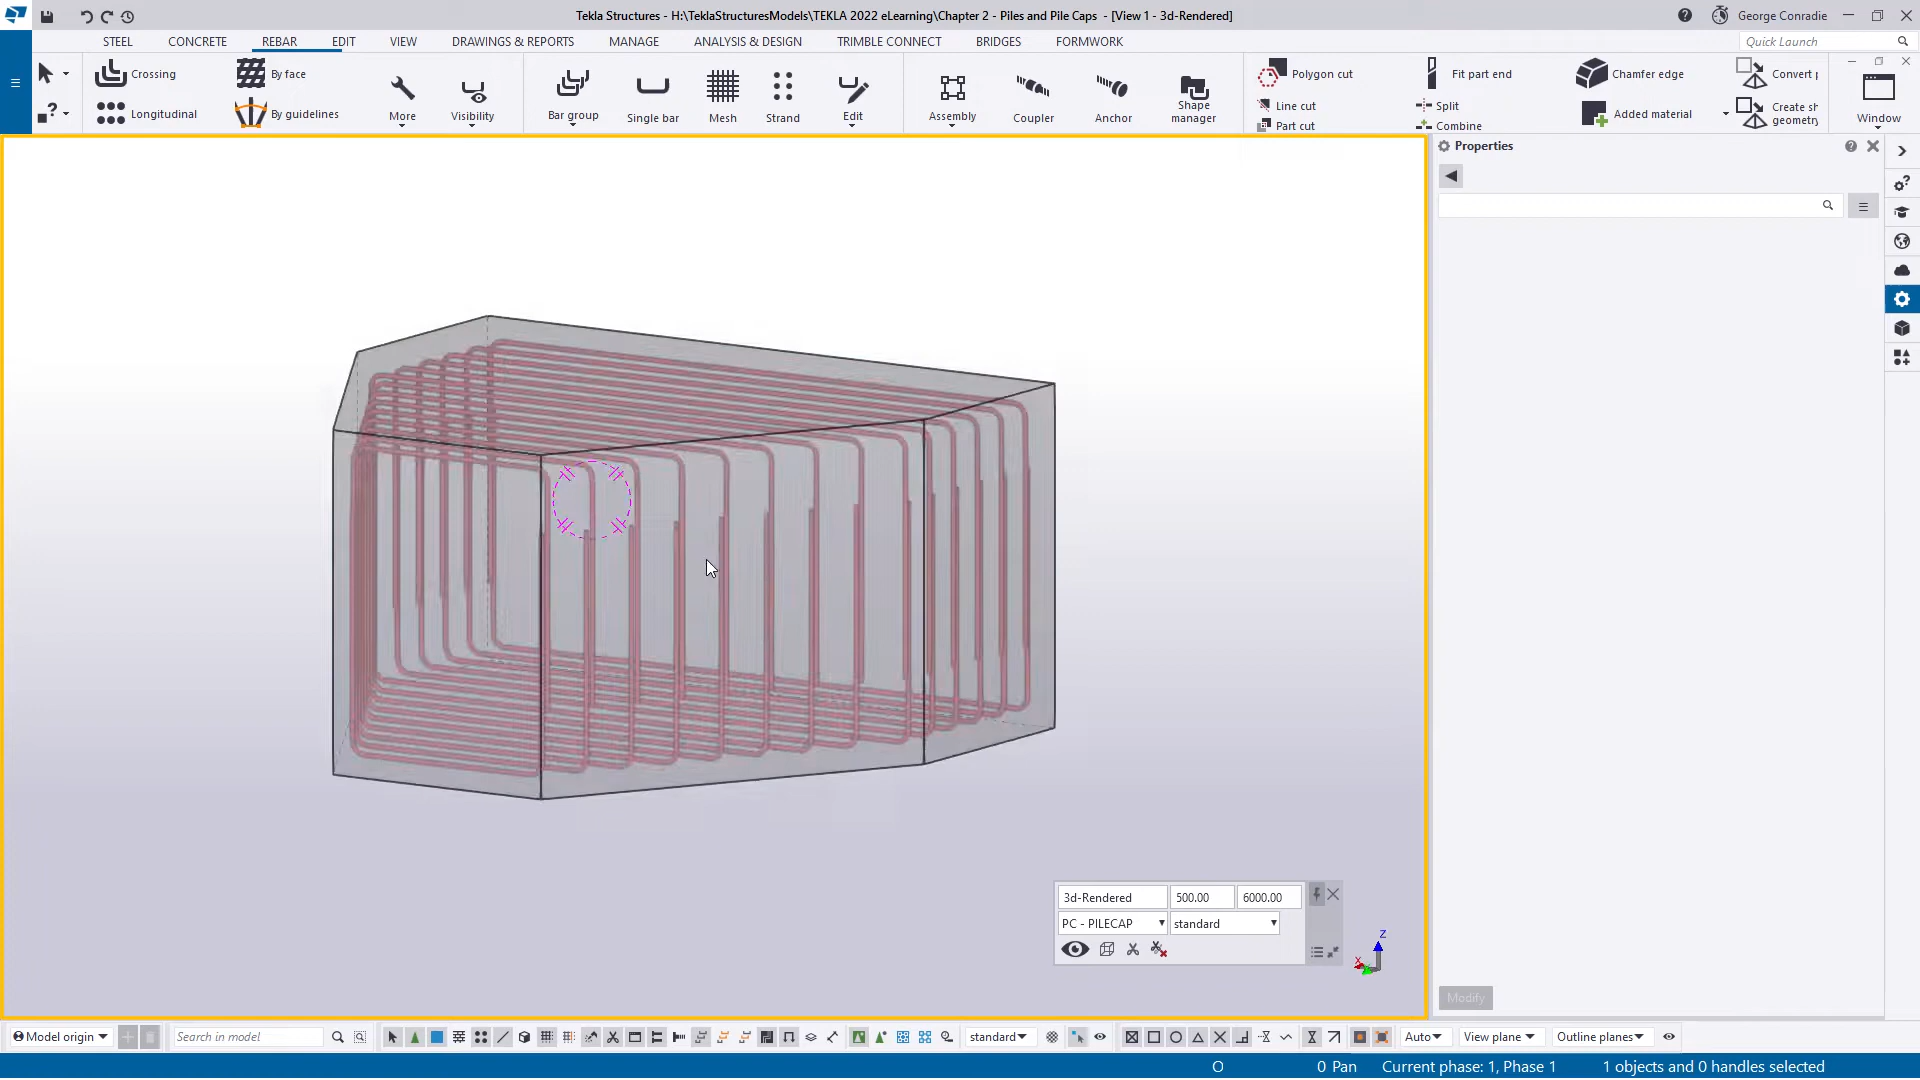 Tekla Structures - H:\TeklaStructuresModels\TEKLA 2022 eLearning\Chapter 2 - Piles and Pile Caps - [View 1 - 3d-Rendered]
George Conradie
STEEL CONCRETE REBAR EDIT VIEW DRAWINGS & REPORTS MANAGE ANALYSIS & DESIGN TRIMBLE CONNECT BRIDGES FORMWORK
Quick Launch
Crossing
Longitudinal
By face
By guidelines
More
Visibility
Bar group
Single bar
Mesh
Strand
Edit
Assembly
Coupler
Anchor
Shape
manager
Polygon cut
Line cut
Part cut
Fit part end
Split
Combine
Chamfer edge
Added material
Convert p
Create sh
geometry
Window
Properties
3d-Rendered 500.00 6000.00
PC - PILECAP standard
Z
X
Modify
Model origin
Search in model
standard
Auto
View plane
Outline planes
O
0 Pan
Current phase: 1, Phase 1
1 objects and 0 handles selected